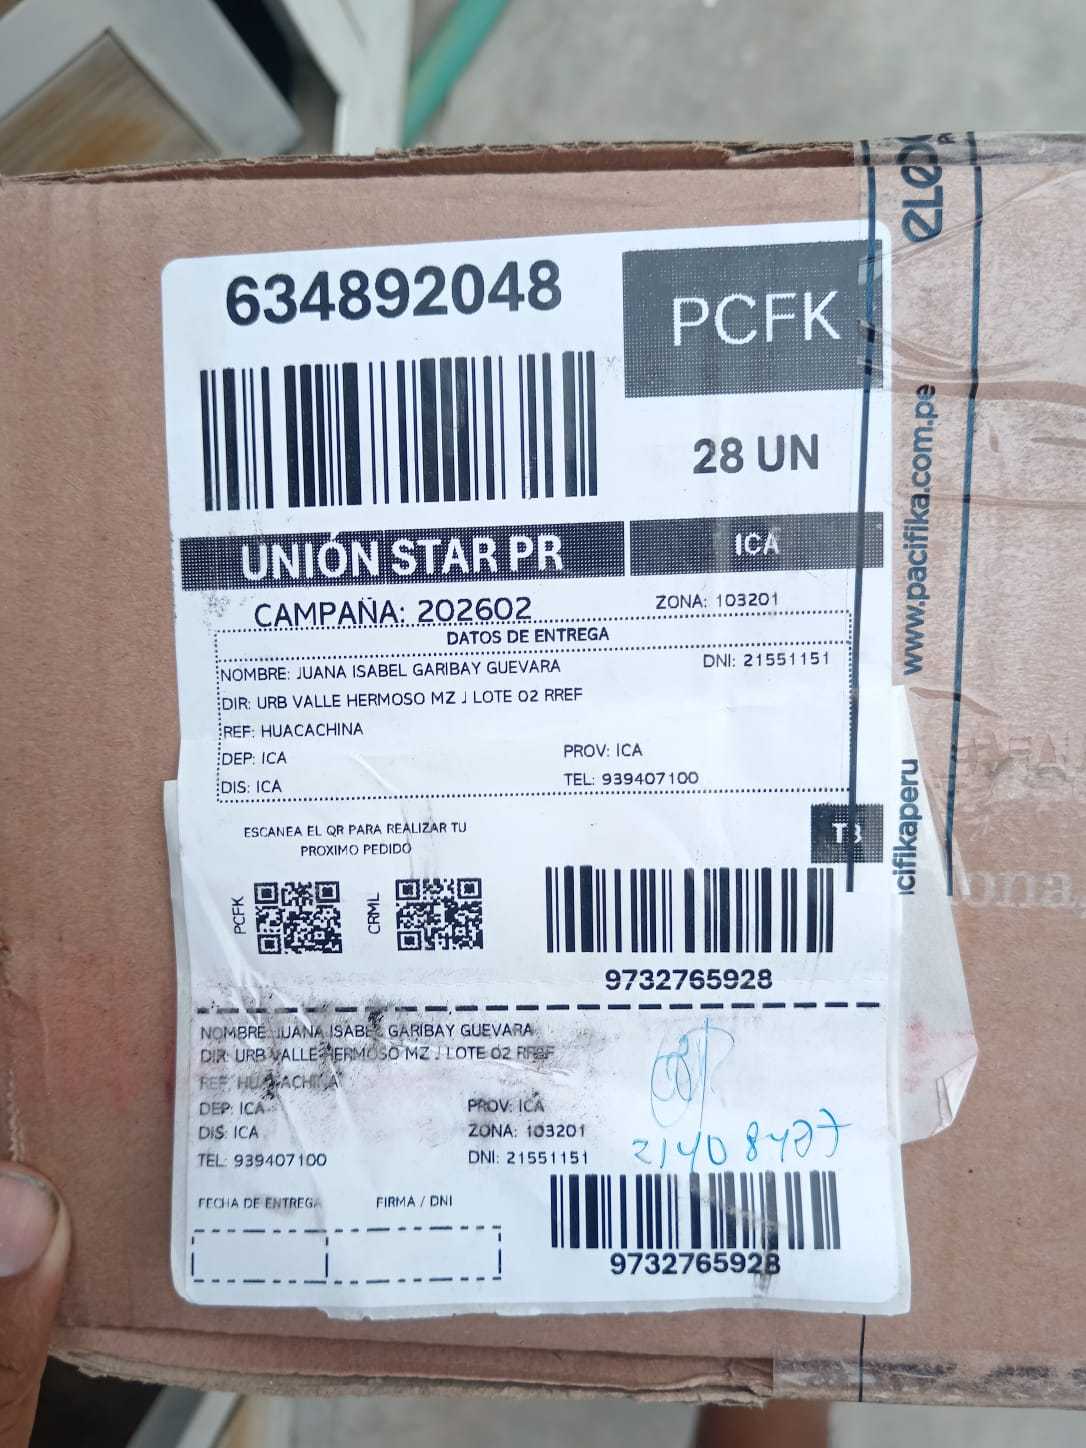 634892048
PCFK
28 UN
UNIÓN STAR PR
ICA
CAMPAÑA: 202602
ZONA: 103201
DATOS DE ENTREGA
NOMBRE: JUANA ISABEL GARIBAY GUEVARA
DNI: 21551151
DIR: URB VALLE HERMOSO MZ J LOTE 02 RREF
REF: HUACACHINA
DEP: ICA
PROV: ICA
DIS: ICA
TEL: 939407100
ESCANEA EL QR PARA REALIZAR TU
PROXIMO PEDIDO
T3
PCFK
CRML
9732765928
NOMBRE: JUANA ISABEL GARIBAY GUEVARA
DIR: URB VALLE HERMOSO MZ J LOTE 02 RREF
REF: HUACACHINA
DEP: ICA
PROV: ICA
DIS: ICA
ZONA: 103201
TEL: 939407100
DNI: 21551151
FECHA DE ENTREGA
FIRMA / DNI
9732765928
www.pacifika.com.pe
cifikaperu